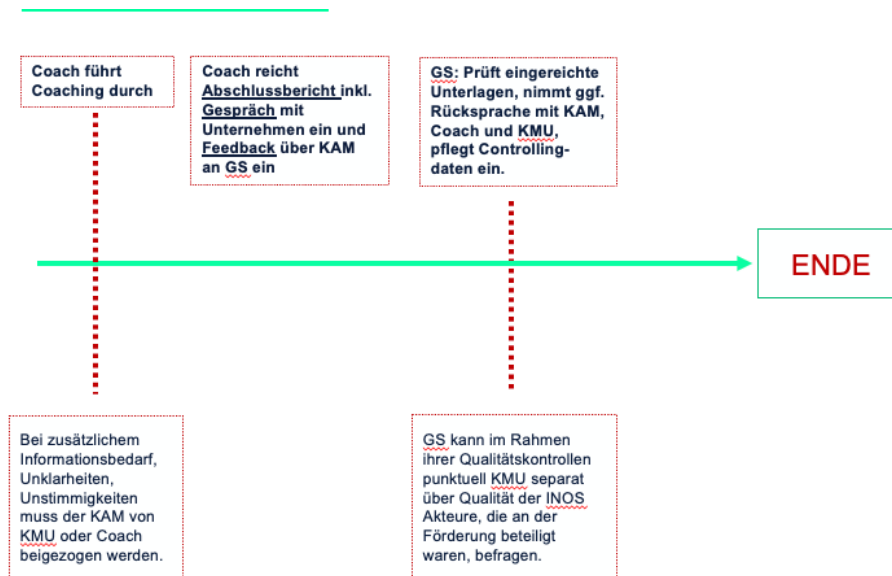 Coach führt
Coaching durch
Coach reicht
Abschlussbericht inkl.
Gespräch mit
Unternehmen ein und
Feedback über KAM
an GS ein
GS: Prüft eingereichte
Unterlagen, nimmt ggf.
Rücksprache mit KAM,
Coach und KMU,
pflegt Controlling-
daten ein.
ENDE
Bei zusätzlichem
Informationsbedarf,
Unklarheiten,
Unstimmigkeiten
muss der KAM von
KMU oder Coach
beigezogen werden.
GS kann im Rahmen
ihrer Qualitätskontrollen
punktuell KMU separat
über Qualität der INOS
Akteure, die an der
Förderung beteiligt
waren, befragen.